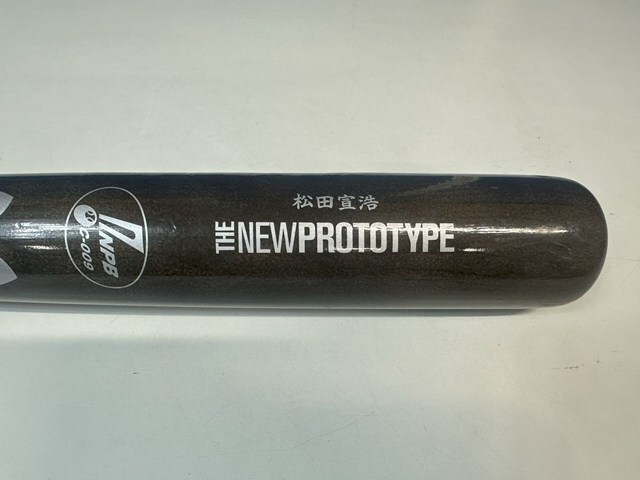 松田宣浩
THE NEWPROTOTYPE
NPB
C-009